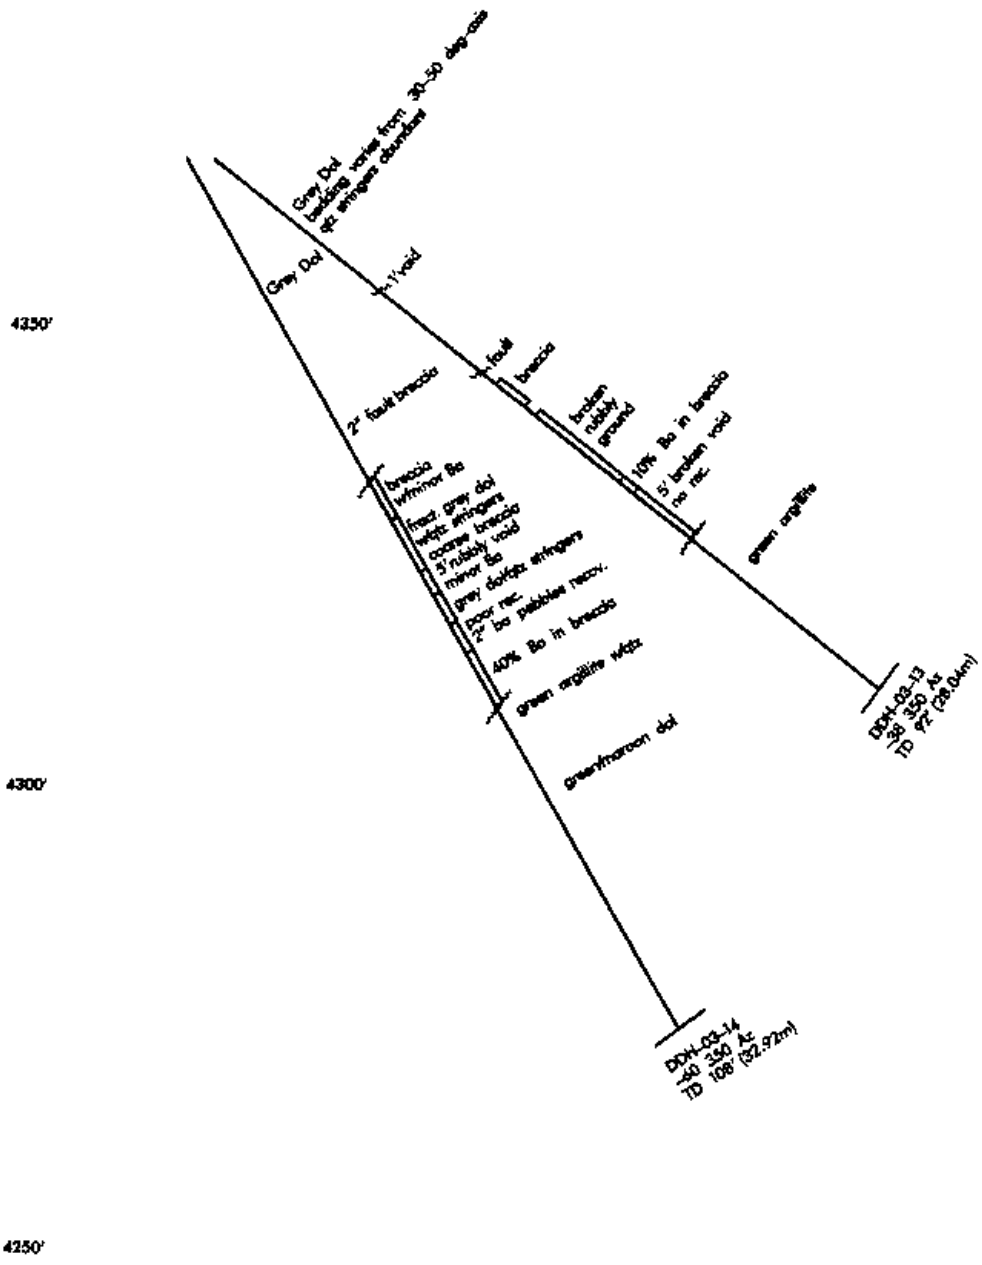 Grey Dol
bedding varies from 30-50 deg-axis
qtz stringers abundant
Grey Dol
1' void
4350'
fault
breccia
2" fault breccia
broken
rubbly
ground
10% Ba in breccia
5' broken void
no rec.
breccia
w/minor Ba
fract. grey dol
w/qtz stringers
coarse breccia
5' rubbly void
minor Ba
grey dol/qtz stringers
poor rec.
2" ba pebbles recov.
40% Ba in breccia
green argillite w/qtz
green argillite
green/maroon dol
DDH-03-13
-38 350 Az
TD 92' (28.04m)
4300'
DDH-03-14
-60 350 Az
TD 108' (32.92m)
4250'